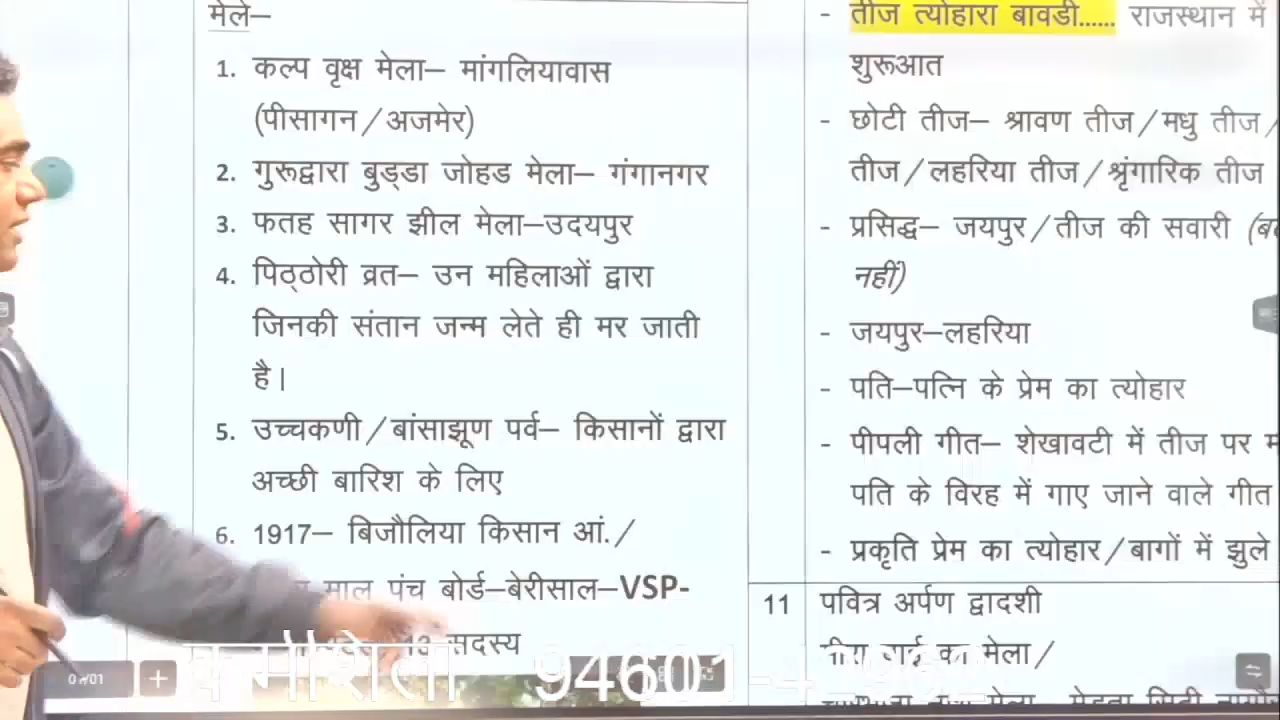 मेले–
1. कल्प वृक्ष मेला– मांगलियावास
(पीसागन/अजमेर)
2. गुरूद्वारा बुड्डा जोहड मेला– गंगानगर
3. फतह सागर झील मेला–उदयपुर
4. पिठ्ठोरी व्रत– उन महिलाओं द्वारा
जिनकी संतान जन्म लेते ही मर जाती
है।
5. उच्चकणी/बांसाझूण पर्व– किसानों द्वारा
अच्छी बारिश के लिए
6. 1917– बिजौलिया किसान आं./
माल पंच बोर्ड–बेरीसाल–VSP-
13 सदस्य
- तीज त्योहारा बावडी...... राजस्थान में
शुरूआत
- छोटी तीज– श्रावण तीज/मधु तीज/
तीज/लहरिया तीज/श्रृंगारिक तीज
- प्रसिद्ध– जयपुर/तीज की सवारी
नहीं)
- जयपुर–लहरिया
- पति–पत्नि के प्रेम का त्योहार
- पीपली गीत– शेखावटी में तीज पर
पति के विरह में गाए जाने वाले गीत
- प्रकृति प्रेम का त्योहार/बागों में झुले
11 पवित्र अर्पण द्वादशी
मीरा बाई का मेला/
94601-